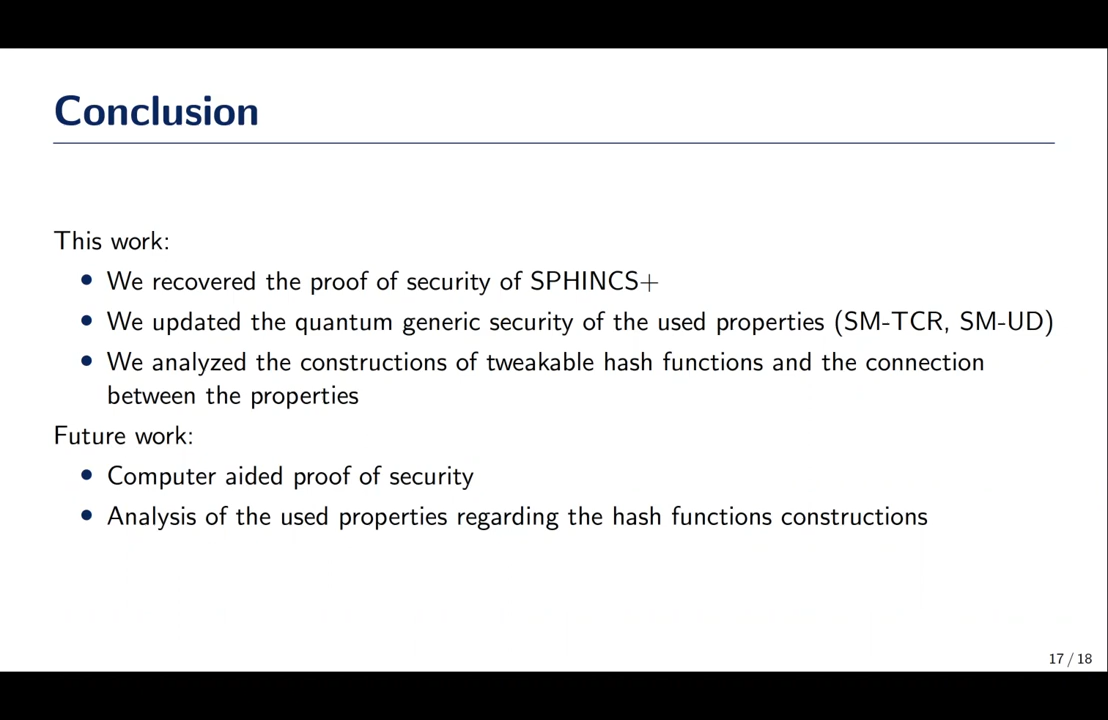 Conclusion
This work:
• We recovered the proof of security of SPHINCS+
• We updated the quantum generic security of the used properties (SM-TCR, SM-UD)
• We analyzed the constructions of tweakable hash functions and the connection
between the properties
Future work:
• Computer aided proof of security
• Analysis of the used properties regarding the hash functions constructions
17 / 18